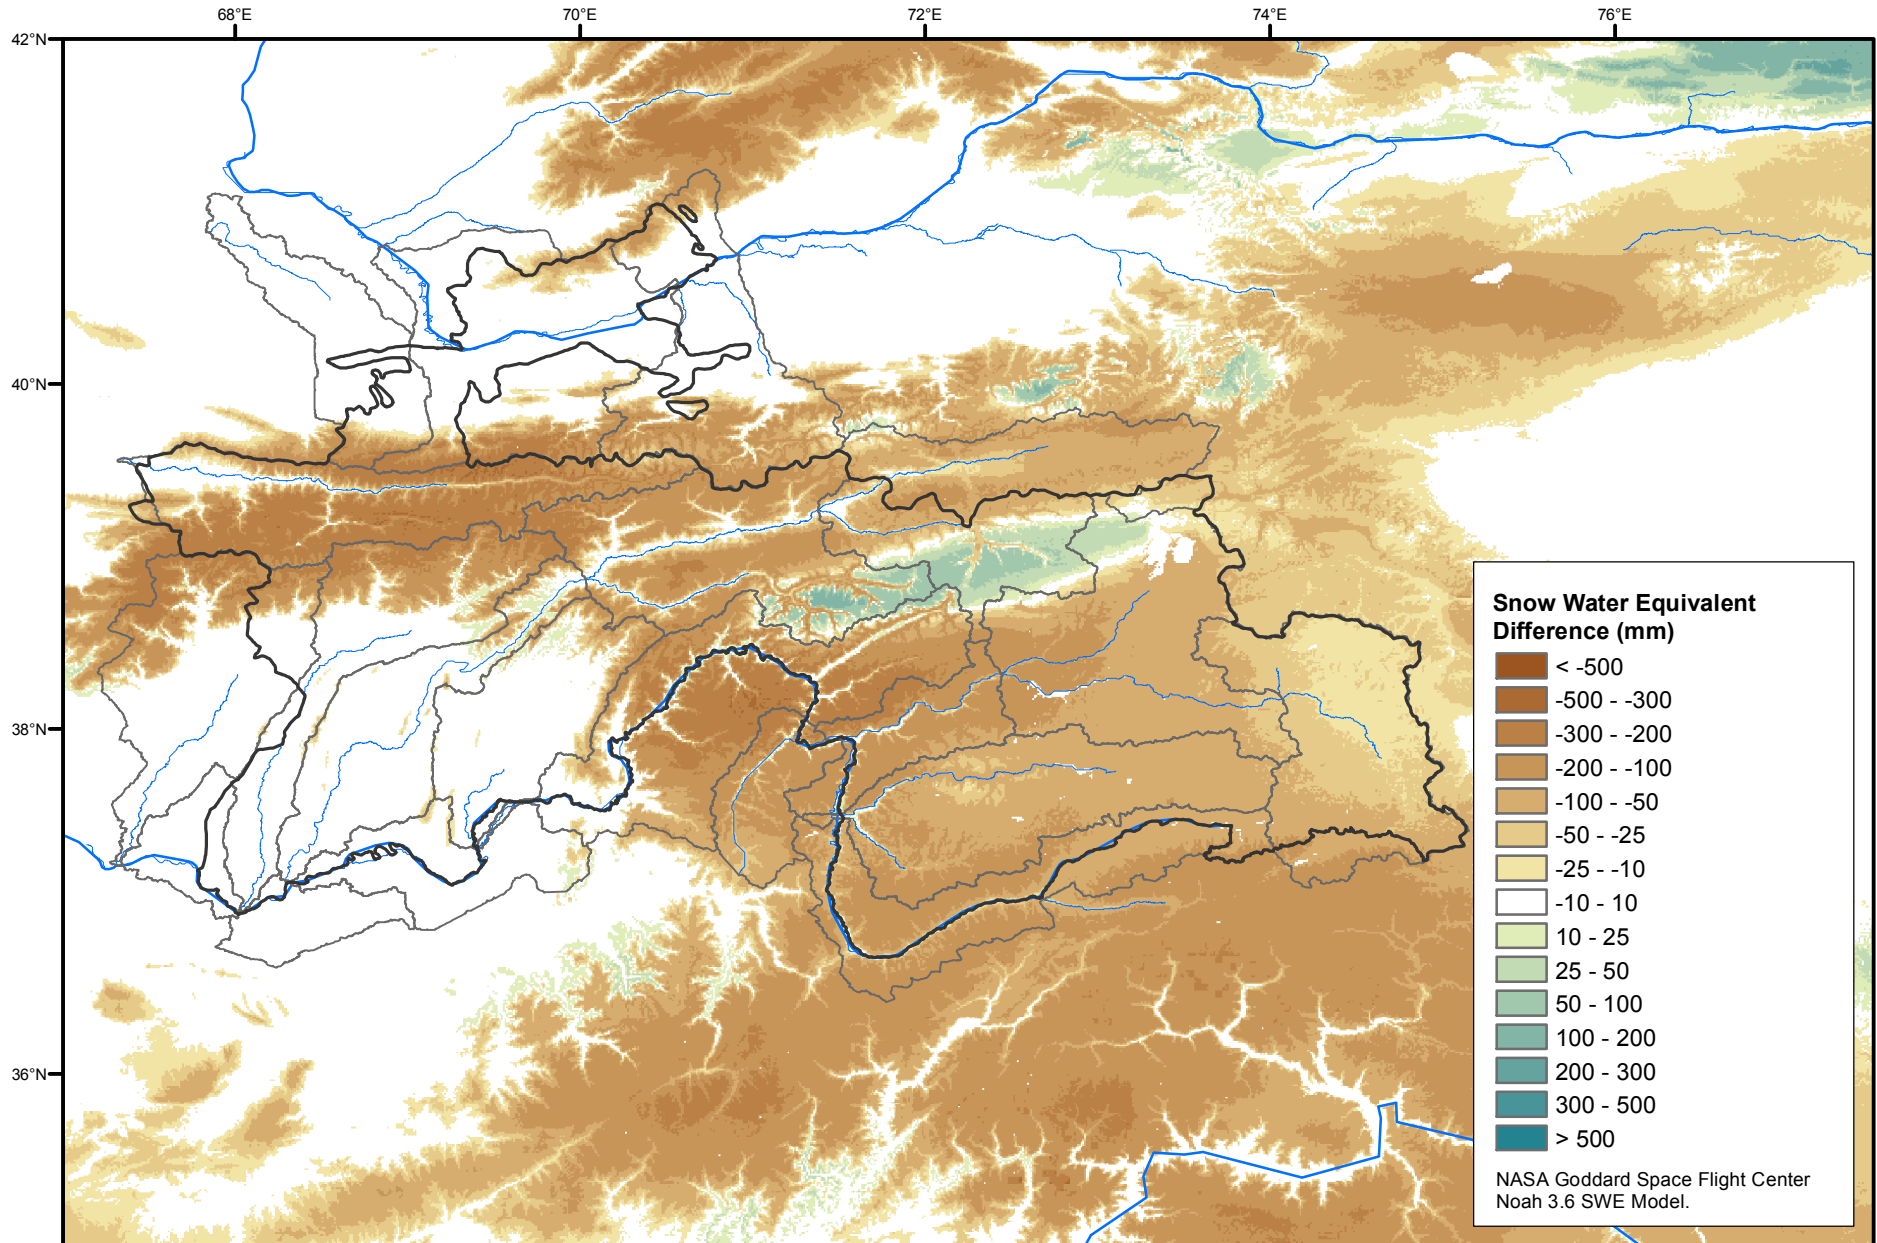 68°E
70°E
72°E
74°E
76°E
42°N
40°N
38°N
36°N
Snow Water Equivalent
Difference (mm)
< -500
-500 - -300
-300 - -200
-200 - -100
-100 - -50
-50 - -25
-25 - -10
-10 - 10
10 - 25
25 - 50
50 - 100
100 - 200
200 - 300
300 - 500
> 500
NASA Goddard Space Flight Center
Noah 3.6 SWE Model.